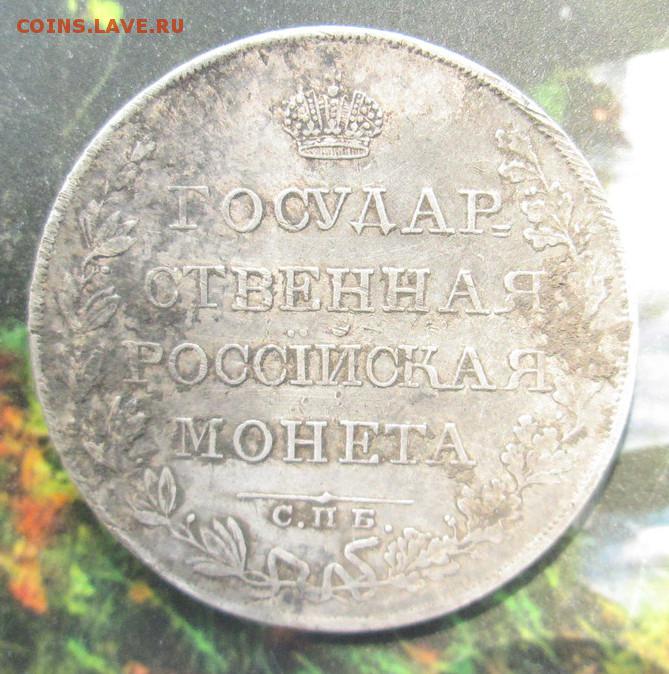 COINS.LAVE.RU
ГОСУДАР-
СТВЕННАЯ
РОССІЙСКАЯ
МОНЕТА
С.П Б.